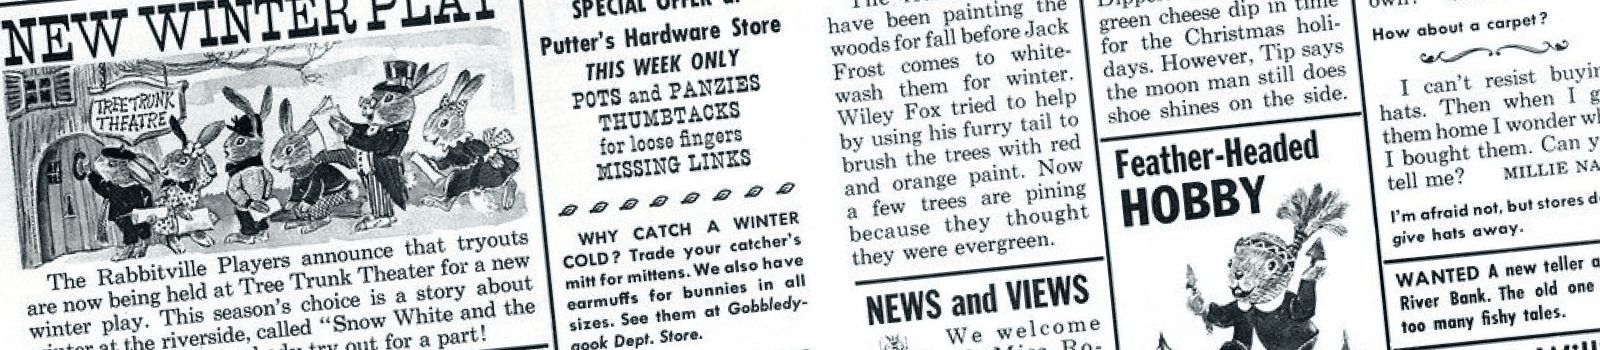 NEW WINTER PLAY
TREE TRUNK
THEATRE
The Rabbitville Players announce that tryouts
are now being held at Tree Trunk Theater for a new
winter play. This season's choice is a story about
at the riverside, called "Snow White and the
try out for a part!
SPECIAL OFFER
Putter's Hardware Store
THIS WEEK ONLY
POTS and PANZIES
THUMBTACKS
for loose fingers
MISSING LINKS
WHY CATCH A WINTER
COLD? Trade your catcher's
mitt for mittens. We also have
earmuffs for bunnies in all
sizes. See them at Gobbledy-
gook Dept. Store.
have been painting the
woods for fall before Jack
Frost comes to white-
wash them for winter.
Wiley Fox tried to help
by using his furry tail to
brush the trees with red
and orange paint. Now
a few trees are pining
because they thought
they were evergreen.
NEWS and VIEWS
We welcome
Miss Ro-
green cheese dip in time
for the Christmas holi-
days. However, Tip says
the moon man still does
shoe shines on the side.
Feather-Headed
HOBBY
How about a carpet?
I can't resist buyin
hats. Then when I g
them home I wonder wh
I bought them. Can y
tell me? MILLIE NA
I'm afraid not, but stores d
give hats away.
WANTED A new teller a
River Bank. The old one
too many fishy tales.